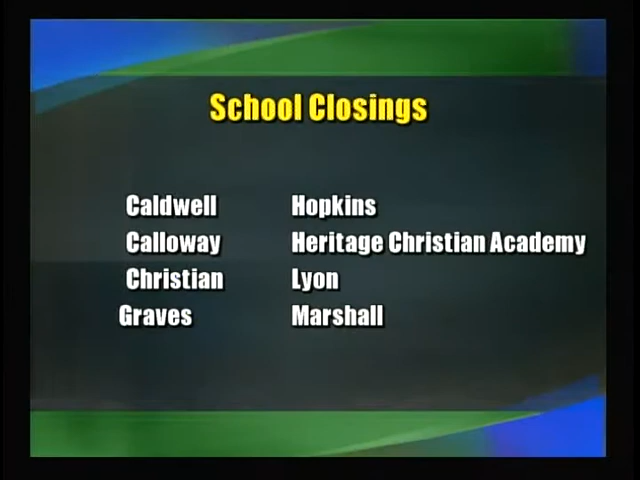 School Closings
Caldwell
Calloway
Christian
Graves
Hopkins
Heritage Christian Academy
Lyon
Marshall